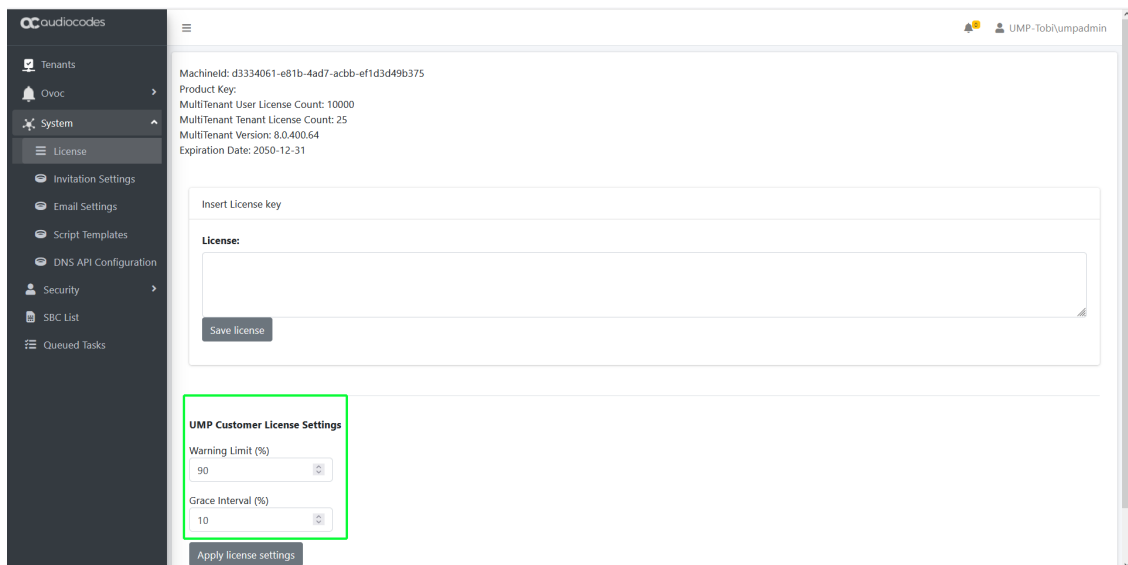 audiocodes
UMP-Tobi\umpadmin
Tenants
Ovoc
System
License
Invitation Settings
Email Settings
Script Templates
DNS API Configuration
Security
SBC List
Queued Tasks
MachineId: d3334061-e81b-4ad7-acbb-ef1d3d49b375
Product Key:
MultiTenant User License Count: 10000
MultiTenant Tenant License Count: 25
MultiTenant Version: 8.0.400.64
Expiration Date: 2050-12-31
Insert License key
License:
Save license
UMP Customer License Settings
Warning Limit (%)
90
Grace Interval (%)
10
Apply license settings